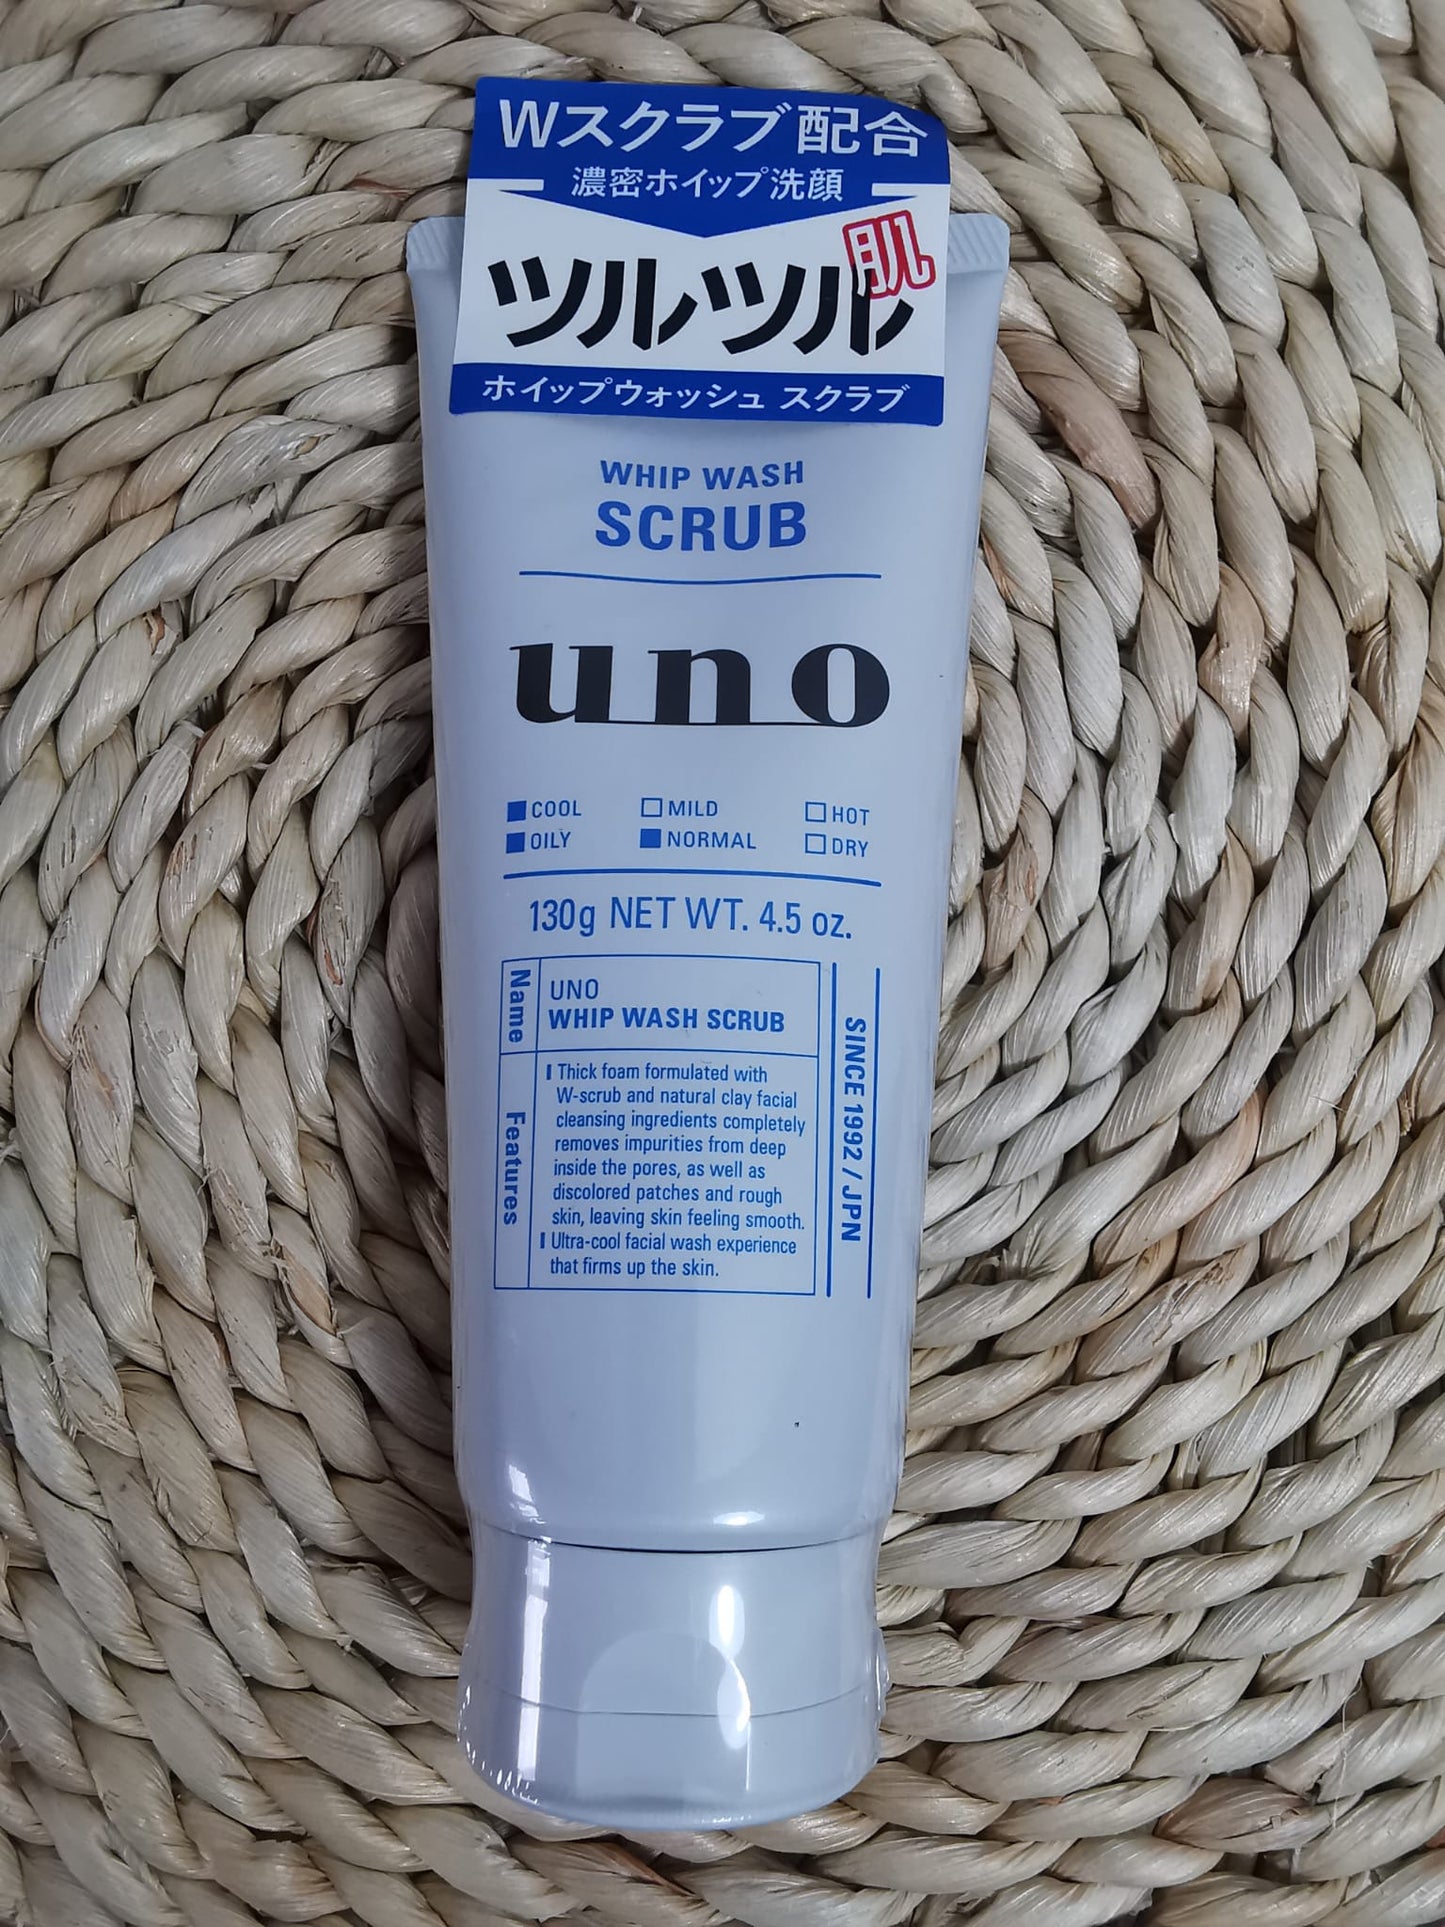 Wスクラブ配合
濃密ホイップ洗顔
ツルツル肌
ホイップウォッシュ スクラブ
WHIP WASH
SCRUB
uno
■COOL □MILD □HOT
■OILY ■NORMAL □DRY
130g NET WT. 4.5 oz.
Name
UNO
WHIP WASH SCRUB
Features
Thick foam formulated with
W-scrub and natural clay facial
cleansing ingredients completely
removes impurities from deep
inside the pores, as well as
discolored patches and rough
skin, leaving skin feeling smooth.
Ultra-cool facial wash experience
that firms up the skin.
SINCE 1992 / JPN